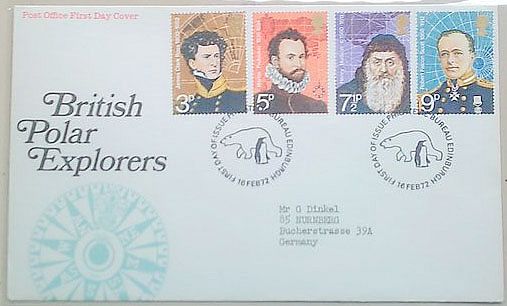 Post Office First Day Cover
3p
5p
7½p
9p
British
Polar
Explorers
FIRST DAY OF ISSUE BUREAU EDINBURGH
16 FEB 72
FIRST DAY OF ISSUE BUREAU EDINBURGH
16 FEB 72
Mr G Dinkel
85 NURNBERG
Bucherstrasse 39A
Germany